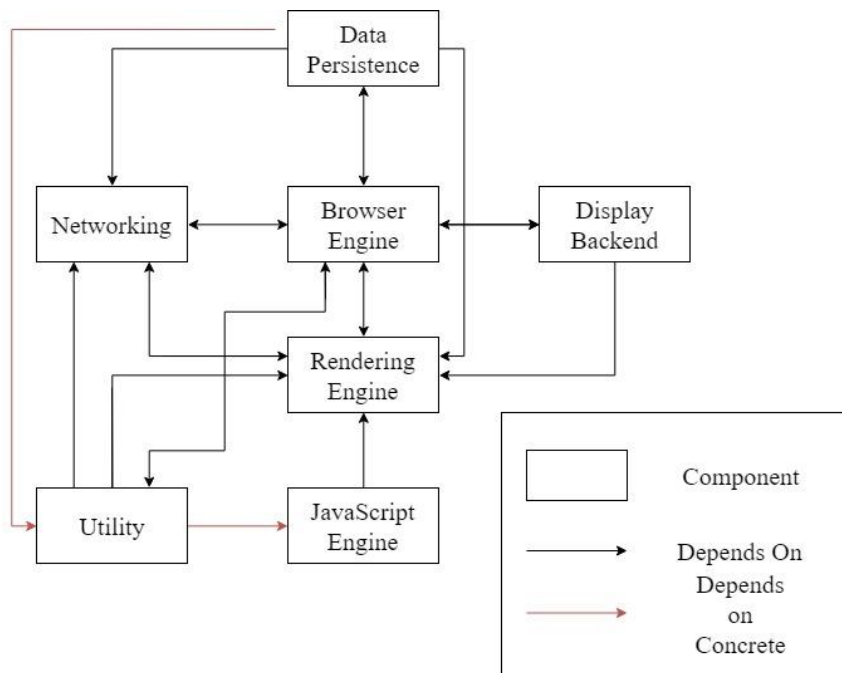 Data
Persistence
Networking
Browser
Engine
Display
Backend
Rendering
Engine
Utility
JavaScript
Engine
Component
Depends On
Depends
on
Concrete